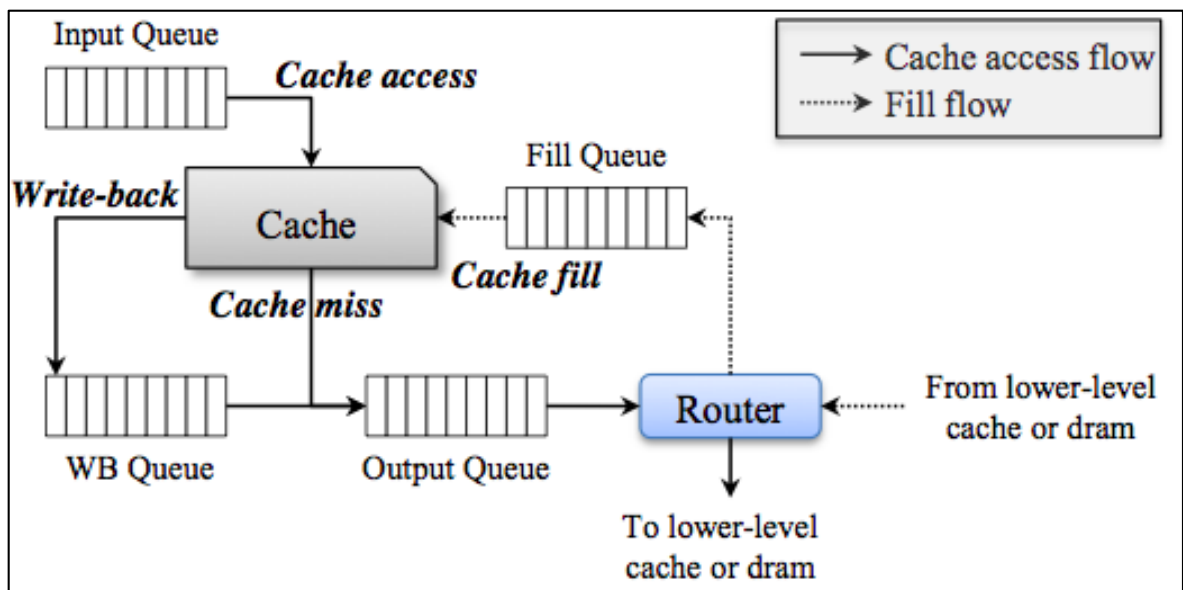 Input Queue
Cache access
Cache access flow
Fill flow
Fill Queue
Write-back
Cache
Cache fill
Cache miss
Router
From lower-level
cache or dram
WB Queue
Output Queue
To lower-level
cache or dram